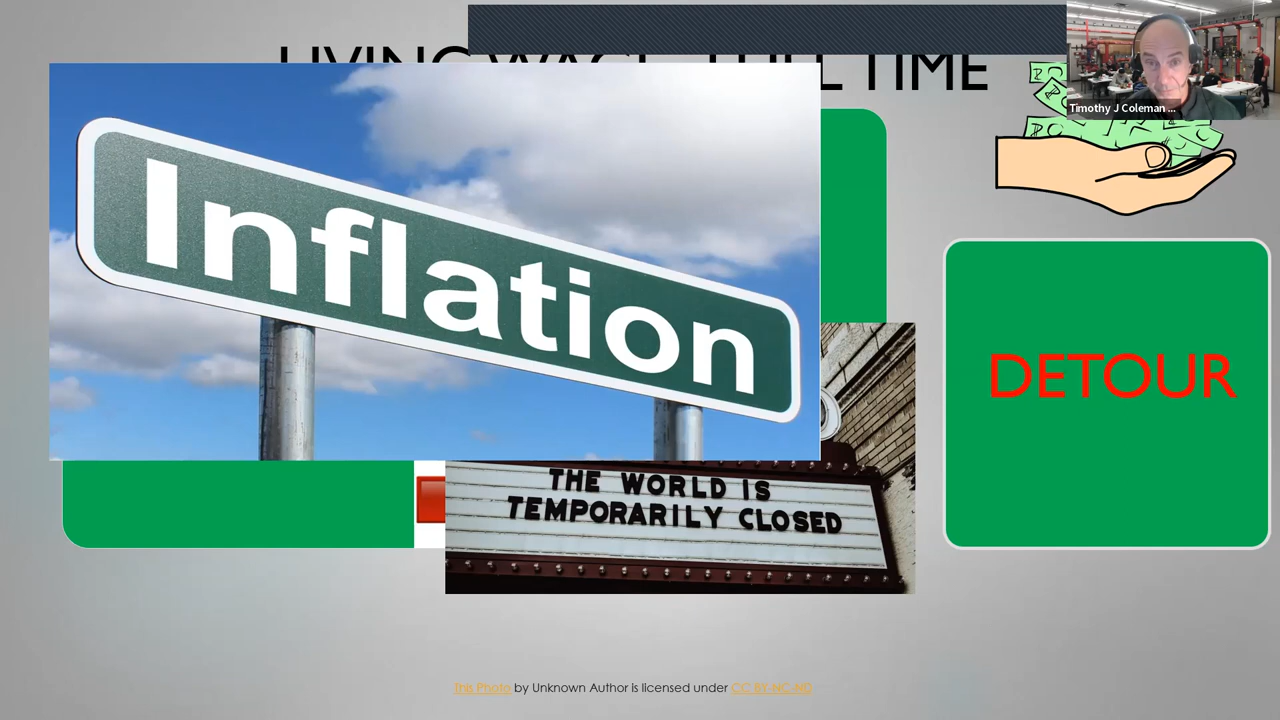 TIME
Timothy J Coleman ...
Inflation
DETOUR
THE WORLD IS
TEMPORARILY CLOSED
This Photo by Unknown Author is licensed under CC BY-NC-ND